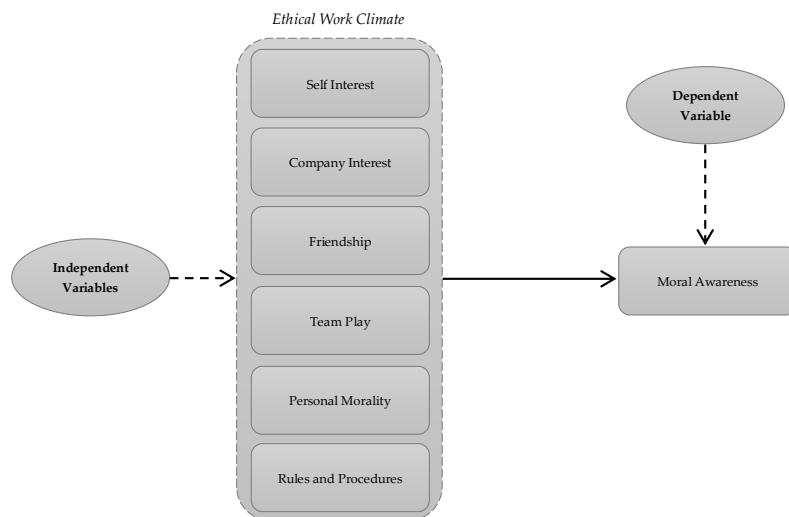 Ethical Work Climate
Self Interest
Company Interest
Friendship
Team Play
Personal Morality
Rules and Procedures
Independent
Variables
Dependent
Variable
Moral Awareness